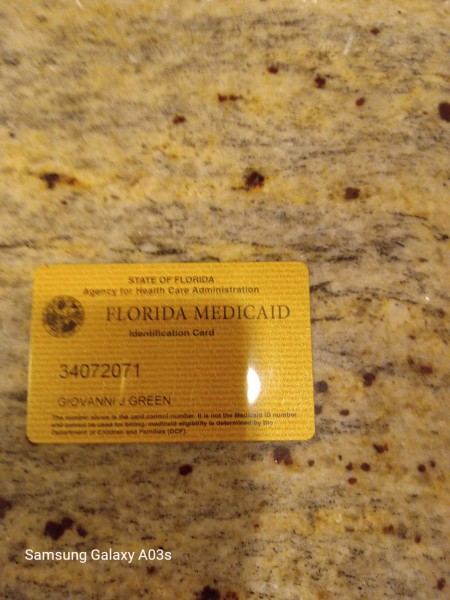 STATE OF FLORIDA
Agency for Health Care Administration
FLORIDA MEDICAID
Identification Card
34072071
GIOVANNI J GREEN
The number above is the card control number. It is not the Medicaid ID number
and cannot be used for billing. medicaid eligibility is determined by the
Department of Children and Families (DCF).
Samsung Galaxy A03s